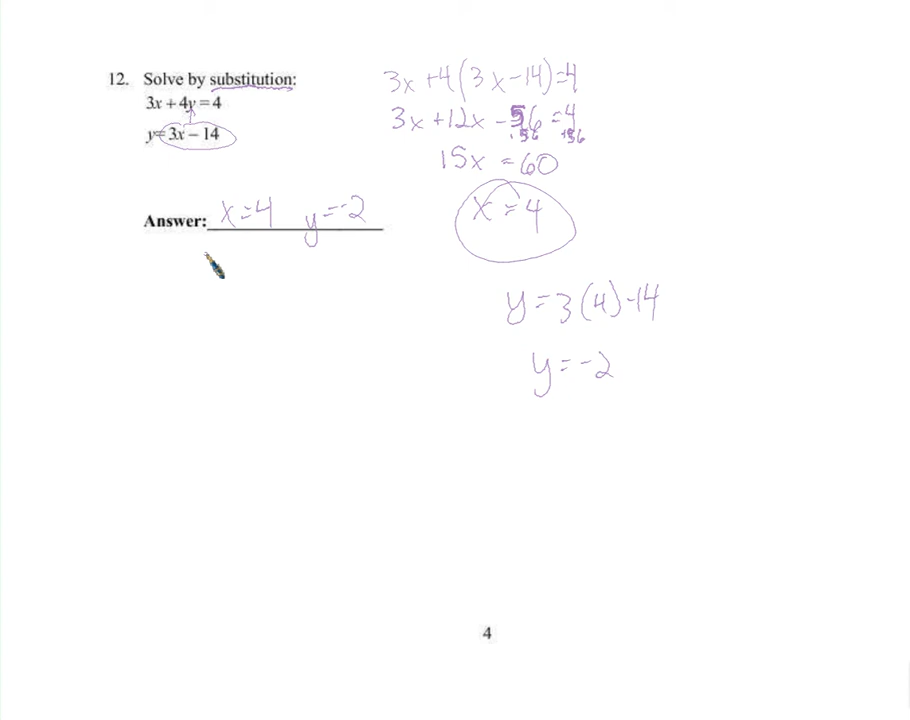 12. Solve by substitution:
3x + 4y = 4
y = 3x – 14
Answer: x = 4 y = -2
3x + 4(3x - 14) = 4
3x + 12x - 56 = 4
+56 +56
15x = 60
x = 4
y = 3(4) - 14
y = -2
4